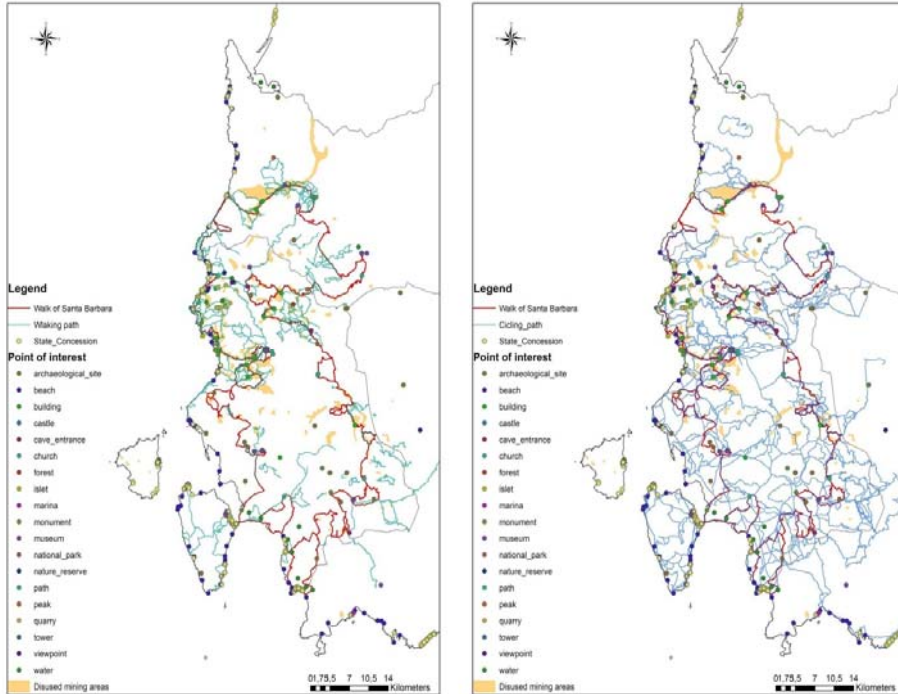 Legend
Walk of Santa Barbara
Wlaking path
State_Concession
Point of interest
archaeological_site
beach
building
castle
cave_entrance
church
forest
islet
marina
monument
museum
national_park
nature_reserve
path
peak
quarry
tower
viewpoint
water
Disused mining areas
01,753,5 7 10,5 14
Kilometers
Legend
Walk of Santa Barbara
Cicling_path
State_Concession
Point of interest
archaeological_site
beach
building
castle
cave_entrance
church
forest
islet
marina
monument
museum
national_park
nature_reserve
path
peak
quarry
tower
viewpoint
water
Disused mining areas
01,753,5 7 10,5 14
Kilometers